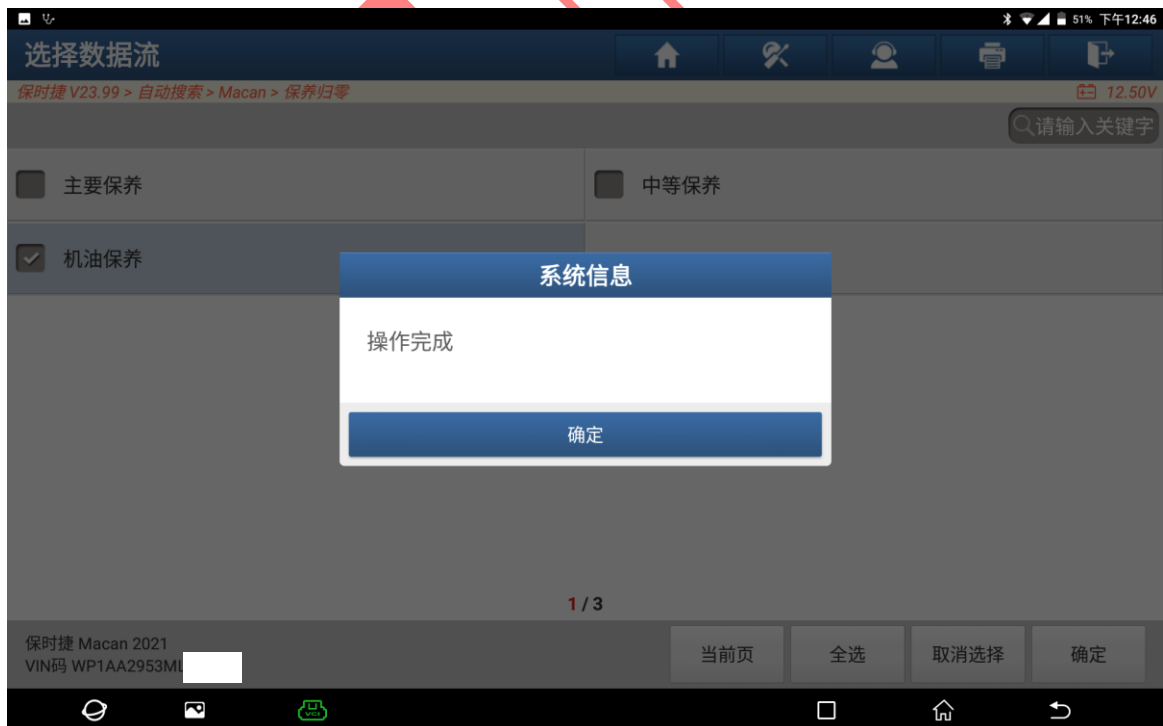 51% 下午12:46
选择数据流
保时捷 V23.99 > 自动搜索 > Macan > 保养归零
12.50V
请输入关键字
主要保养
中等保养
机油保养
系统信息
操作完成
确定
1 / 3
保时捷 Macan 2021
VIN码 WP1AA2953ML
当前页
全选
取消选择
确定
VCI